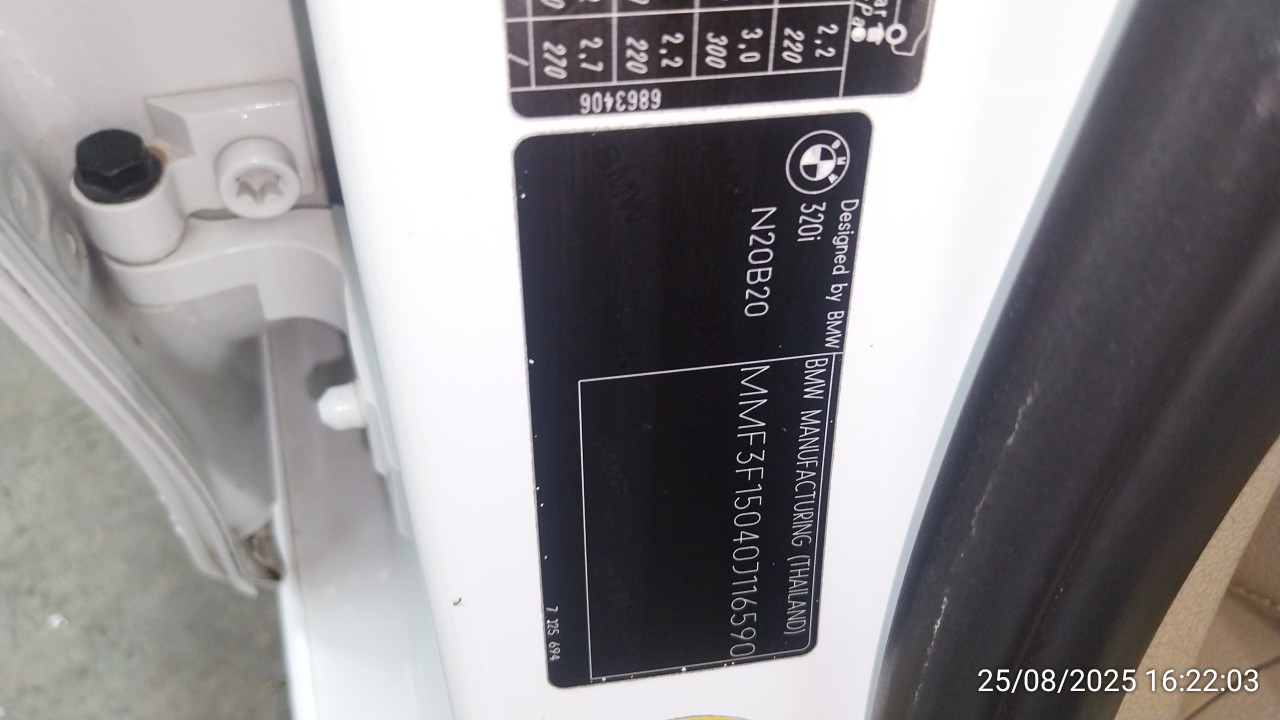 2,2 220
3,0 300
2,2 220
2,7 270
6863406
BMW
Designed by BMW
320i
N20B20
BMW MANUFACTURING (THAILAND)
MMF3F15040J116590
7 125 694
25/08/2025 16:22:03